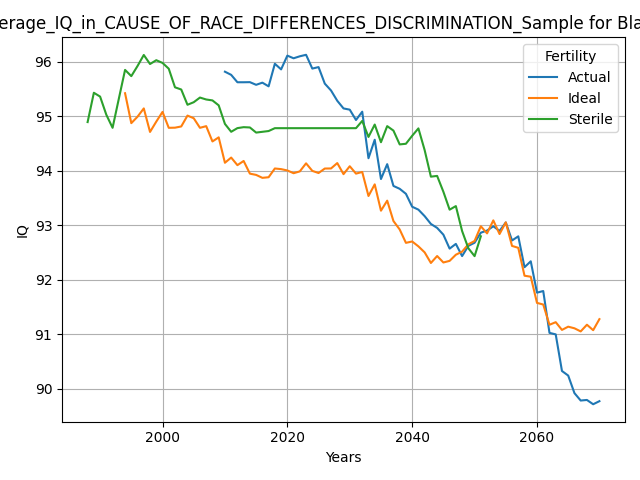 erage_IQ_in_CAUSE_OF_RACE_DIFFERENCES_DISCRIMINATION_Sample for Bla
Fertility
Actual
Ideal
Sterile
IQ
96
95
94
93
92
91
90
2000
2020
2040
2060
Years